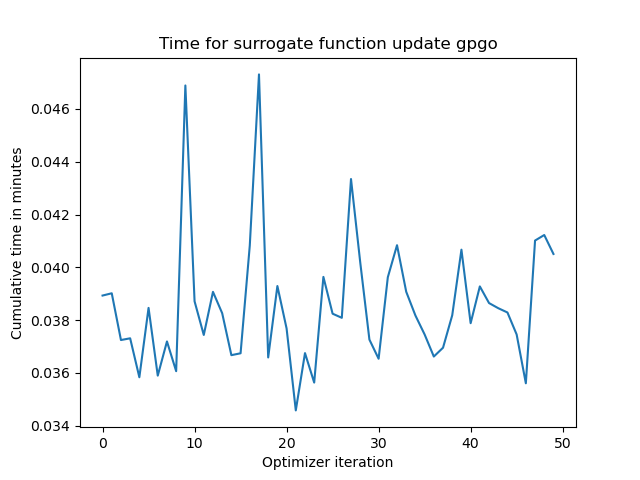 Time for surrogate function update gpgo
Cumulative time in minutes
0.046
0.044
0.042
0.040
0.038
0.036
0.034
0 10 20 30 40 50
Optimizer iteration